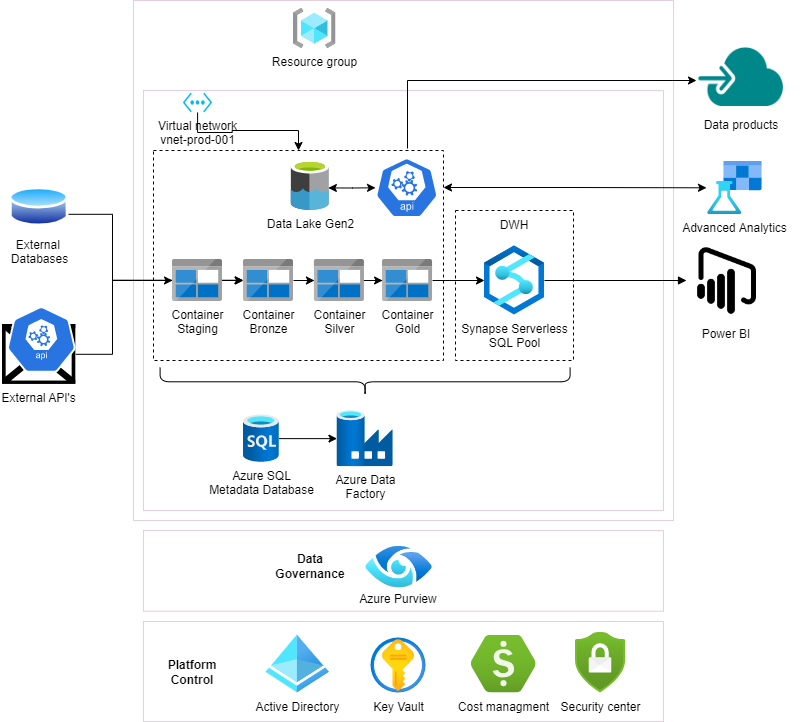 Resource group
Virtual network
vnet-prod-001
Data products
Data Lake Gen2
api
Advanced Analytics
External
Databases
DWH
Container
Staging
Container
Bronze
Container
Silver
Container
Gold
Synapse Serverless
SQL Pool
Power BI
api
External API's
SQL
Azure SQL
Metadata Database
Azure Data
Factory
Data
Governance
Azure Purview
Platform
Control
$
Active Directory
Key Vault
Cost managment
Security center